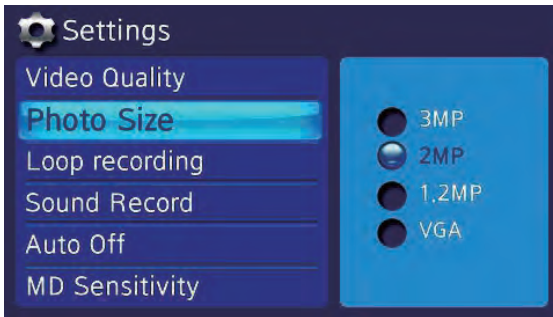 Settings
Video Quality
Photo Size
Loop recording
Sound Record
Auto Off
MD Sensitivity
3MP
2MP
1.2MP
VGA